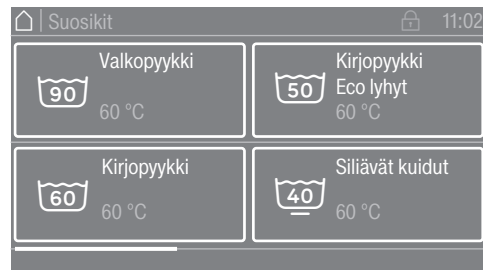 Suosikit 11:02
Valkopyykki
90
60 °C
Kirjopyykki
Eco lyhyt
50
60 °C
Kirjopyykki
60
60 °C
Siliävät kuidut
40
60 °C